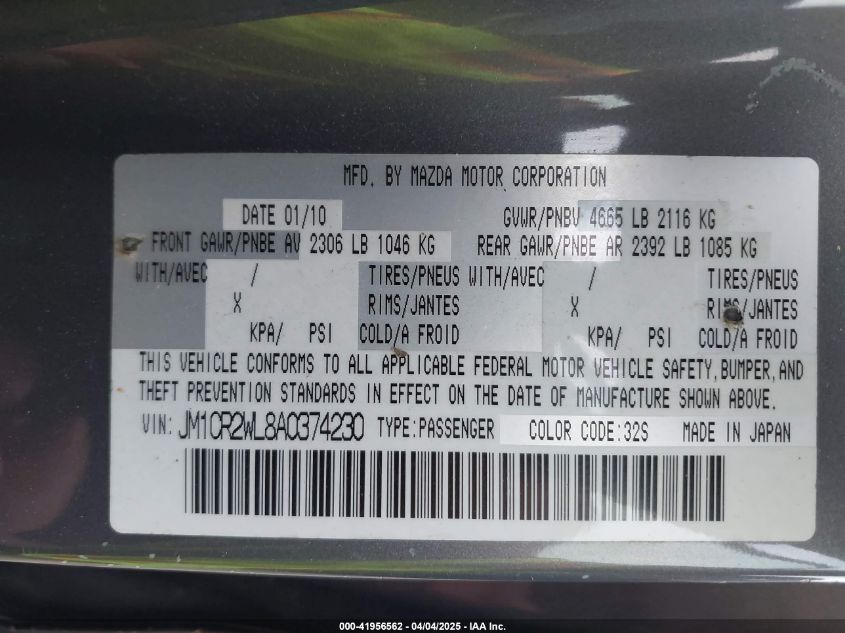 MFD. BY MAZDA MOTOR CORPORATION
DATE 01/10 GVWR/PNBV 4665 LB 2116 KG
FRONT GAWR/PNBE AV 2306 LB 1046 KG REAR GAWR/PNBE AR 2392 LB 1085 KG
WITH/AVEC / TIRES/PNEUS WITH/AVEC / TIRES/PNEUS
X RIMS/JANTES X RIMS/JANTES
KPA/ PSI COLD/A FROID KPA/ PSI COLD/A FROID
THIS VEHICLE CONFORMS TO ALL APPLICABLE FEDERAL MOTOR VEHICLE SAFETY, BUMPER, AND
THEFT PREVENTION STANDARDS IN EFFECT ON THE DATE OF MANUFACTURE SHOWN ABOVE.
VIN: JM1CR2WL8A0374230 TYPE:PASSENGER COLOR CODE:32S MADE IN JAPAN
000-41956562 - 04/04/2025 - IAA Inc.